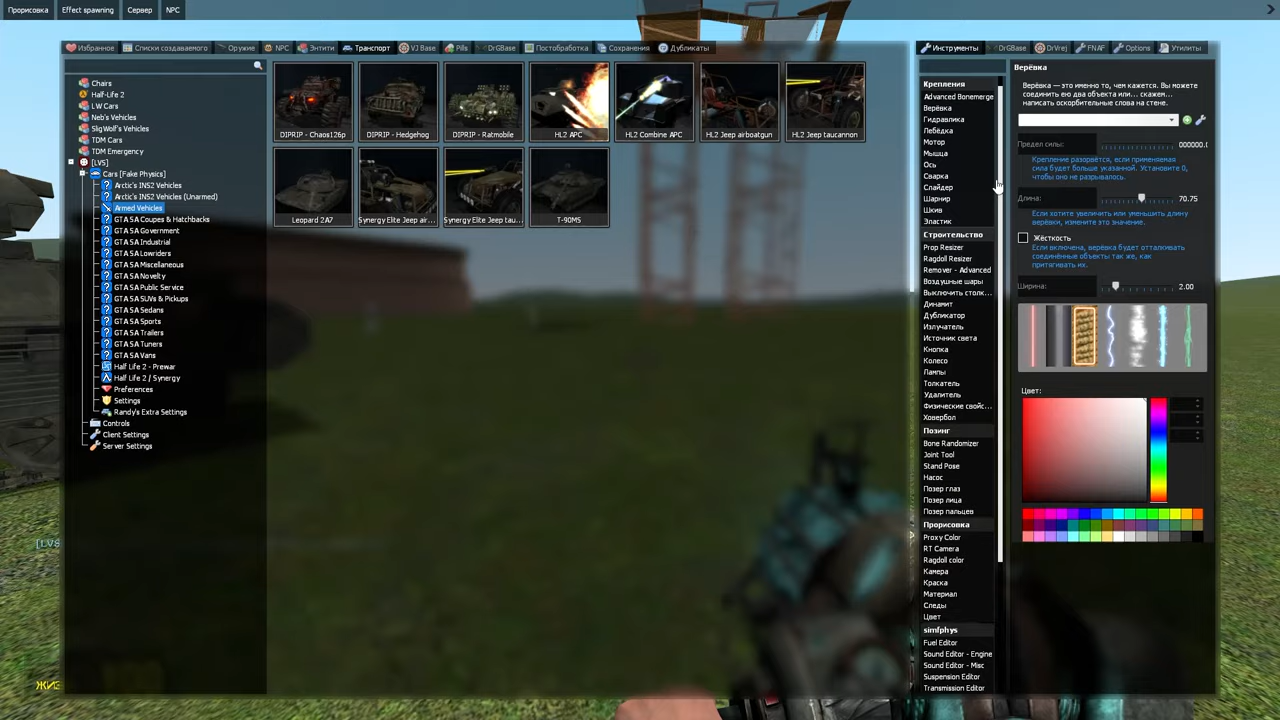 Прорисовка Effect spawning Сервер NPC
Избранное Списки создаваемого Оружие NPC Энтити Транспорт VJ Base Pills DrGBase Постобработка Сохранения Дубликаты
Chairs
Half-Life 2
LW Cars
Neb's Vehicles
SligWolf's Vehicles
TDM Cars
TDM Emergency
[LVS]
Cars [Fake Physics]
Arctic's INS2 Vehicles
Arctic's INS2 Vehicles (Unarmed)
Armed Vehicles
GTA SA Coupes & Hatchbacks
GTA SA Government
GTA SA Industrial
GTA SA Lowriders
GTA SA Miscellaneous
GTA SA Novelty
GTA SA Public Service
GTA SA SUVs & Pickups
GTA SA Sedans
GTA SA Sports
GTA SA Trailers
GTA SA Tuners
GTA SA Vans
Half Life 2 - Prewar
Half Life 2 / Synergy
Preferences
Settings
Randy's Extra Settings
Controls
Client Settings
Server Settings
DIPRIP - Chaos126p DIPRIP - Hedgehog DIPRIP - Ratmobile HL2 APC HL2 Combine APC HL2 Jeep airboatgun HL2 Jeep taucannon
Leopard 2A7 Synergy Elite Jeep air... Synergy Elite Jeep tau... T-90MS
Инструменты DrGBase DrVrej FNAF Options Утилиты
Крепления
Advanced Bonemerge
Верёвка
Гидравлика
Лебёдка
Мотор
Мышца
Ось
Сварка
Слайдер
Шарнир
Шкив
Эластик
Строительство
Prop Resizer
Ragdoll Resizer
Remover - Advanced
Воздушные шары
Выключить столк...
Динамит
Дубликатор
Излучатель
Источник света
Кнопка
Колесо
Лампы
Толкатель
Удалитель
Физические свойс...
Ховербол
Позинг
Bone Randomizer
Joint Tool
Stand Pose
Насос
Позер глаз
Позер лица
Позер пальцев
Прорисовка
Proxy Color
RT Camera
Ragdoll color
Камера
Краска
Материал
Следы
Цвет
simfphys
Fuel Editor
Sound Editor - Engine
Sound Editor - Misc
Suspension Editor
Transmission Editor
Верёвка
Верёвка — это именно то, чем кажется. Вы можете
соединить ею два объекта или... скажем...
написать оскорбительные слова на стене.
Предел силы: 000000.0
Крепление разорвётся, если применяемая
сила будет больше указанной. Установите 0,
чтобы оно не разрывалось.
Длина: 70.75
Если хотите увеличить или уменьшить длину
верёвки, измените это значение.
Жёсткость
Если включена, верёвка будет отталкивать
соединённые объекты так же, как
притягивать их.
Ширина: 2.00
Цвет:
[LVS
ЖИЗ